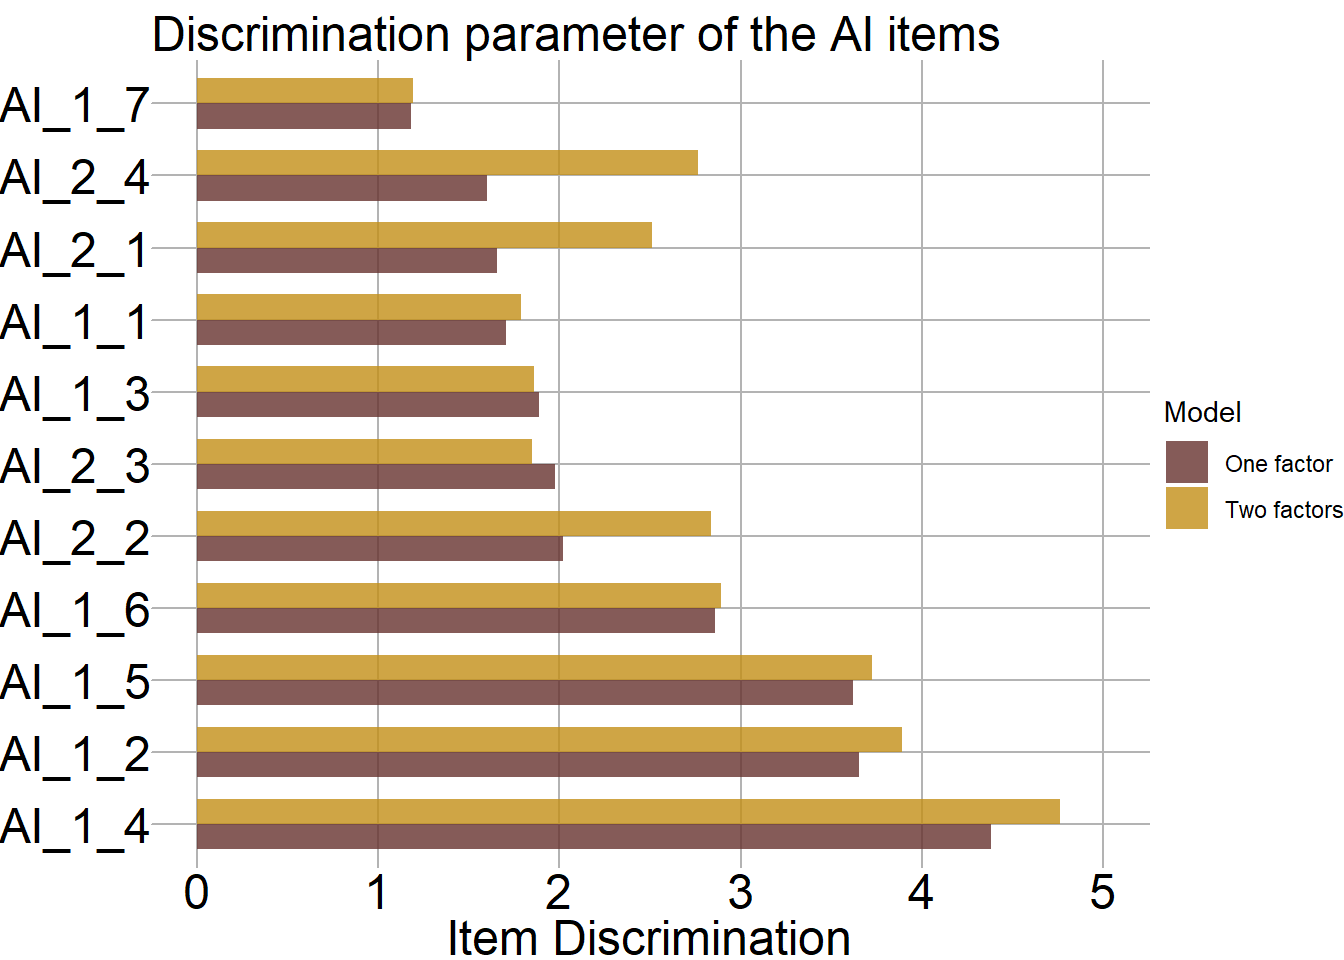 Discrimination parameter of the AI items
AI_1_7
AI_2_4
AI_2_1
AI_1_1
AI_1_3
AI_2_3
AI_2_2
AI_1_6
AI_1_5
AI_1_2
AI_1_4
0 1 2 3 4 5
Item Discrimination
Model
One factor
Two factors